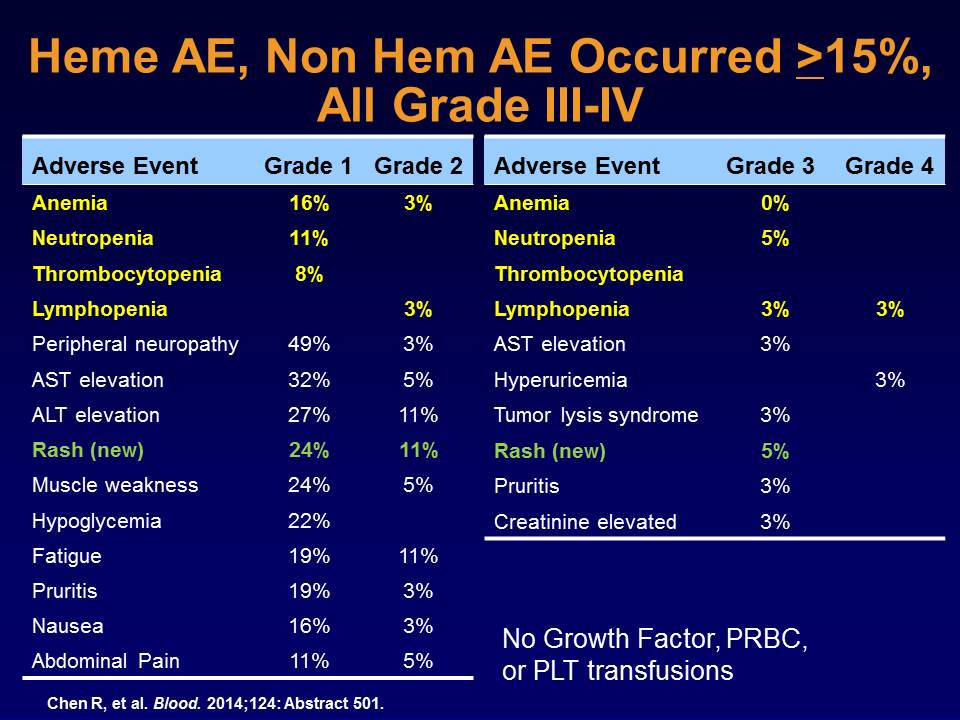 Heme AE, Non Hem AE Occurred >15%,
All Grade III-IV
Adverse Event Grade 1 Grade 2
Anemia 16% 3%
Neutropenia 11%
Thrombocytopenia 8%
Lymphopenia 3%
Peripheral neuropathy 49% 3%
AST elevation 32% 5%
ALT elevation 27% 11%
Rash (new) 24% 11%
Muscle weakness 24% 5%
Hypoglycemia 22%
Fatigue 19% 11%
Pruritis 19% 3%
Nausea 16% 3%
Abdominal Pain 11% 5%
Adverse Event Grade 3 Grade 4
Anemia 0%
Neutropenia 5%
Thrombocytopenia
Lymphopenia 3% 3%
AST elevation 3%
Hyperuricemia 3%
Tumor lysis syndrome 3%
Rash (new) 5%
Pruritis 3%
Creatinine elevated 3%
No Growth Factor, PRBC,
or PLT transfusions
Chen R, et al. Blood. 2014;124: Abstract 501.